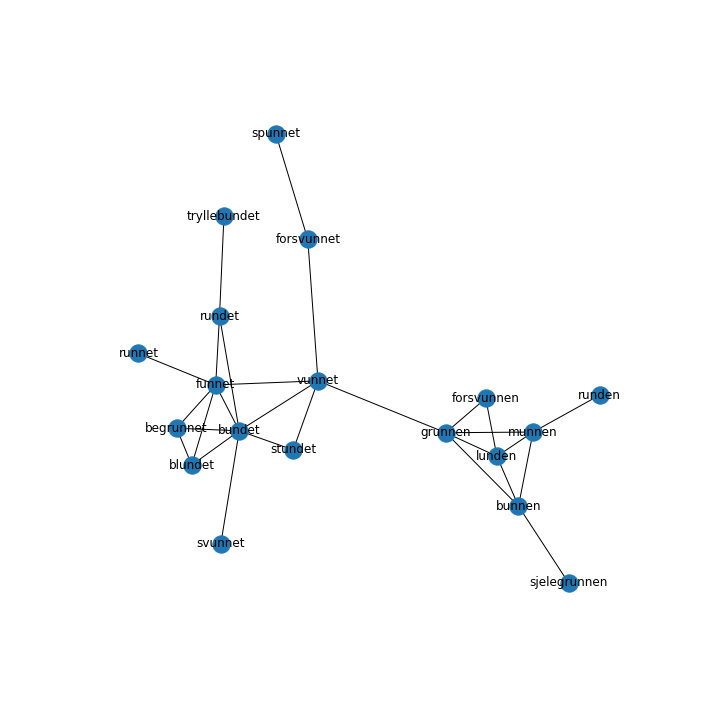 spunnet
tryllebundet
forsvunnet
rundet
runnet
funnet
vunnet
forsvunnen
runden
begrunnet
bundet
grunnen
munnen
stundet
lunden
blundet
bunnen
svunnet
sjelegrunnen